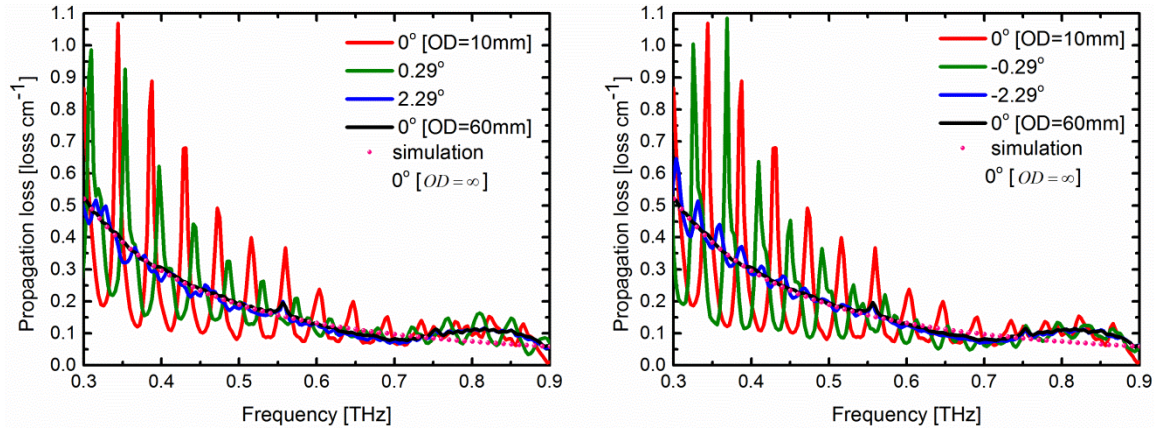 1.1
1.0
0.9
0.8
0.7
0.6
0.5
0.4
0.3
0.2
0.1
0.0
Propagation loss [loss cm⁻¹]
0° [OD=10mm]
0.29°
2.29°
0° [OD=60mm]
simulation
0° [OD = ∞]
0.3 0.4 0.5 0.6 0.7 0.8 0.9
Frequency [THz]
1.1
1.0
0.9
0.8
0.7
0.6
0.5
0.4
0.3
0.2
0.1
0.0
Propagation loss [loss cm⁻¹]
0° [OD=10mm]
-0.29°
-2.29°
0° [OD=60mm]
simulation
0° [OD = ∞]
0.3 0.4 0.5 0.6 0.7 0.8 0.9
Frequency [THz]